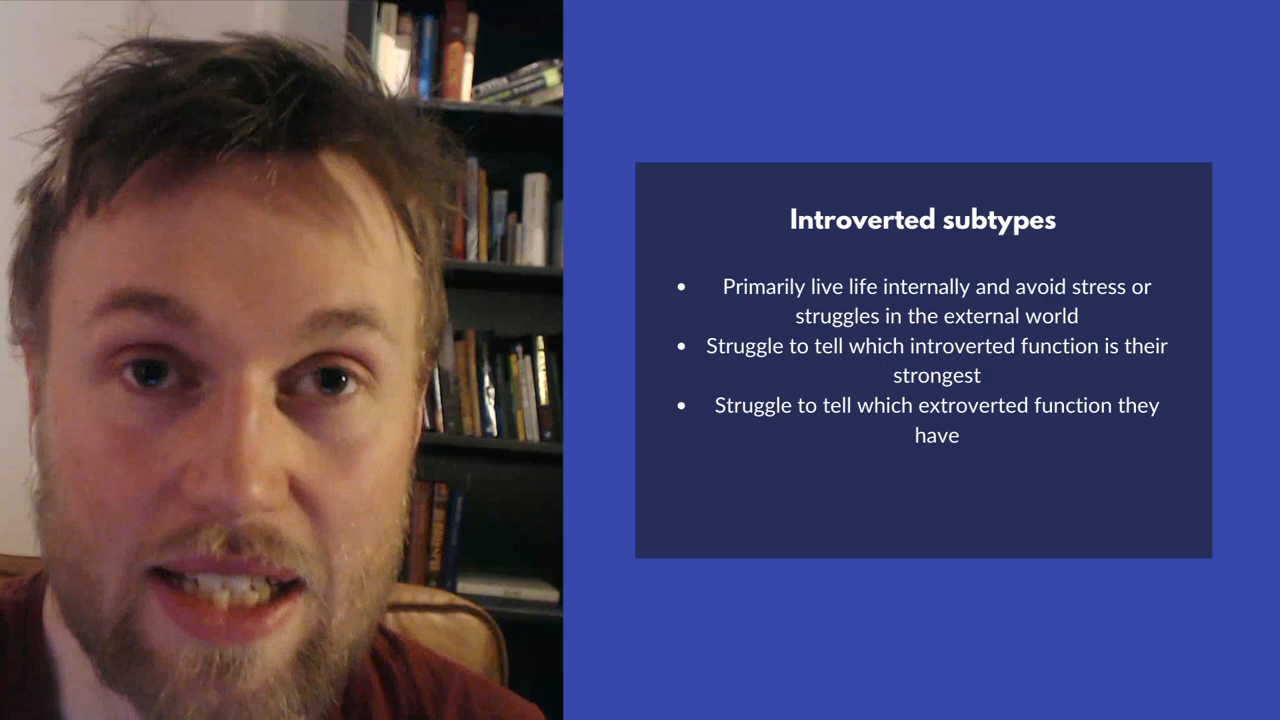 Introverted subtypes
• Primarily live life internally and avoid stress or
struggles in the external world
• Struggle to tell which introverted function is their
strongest
• Struggle to tell which extroverted function they
have